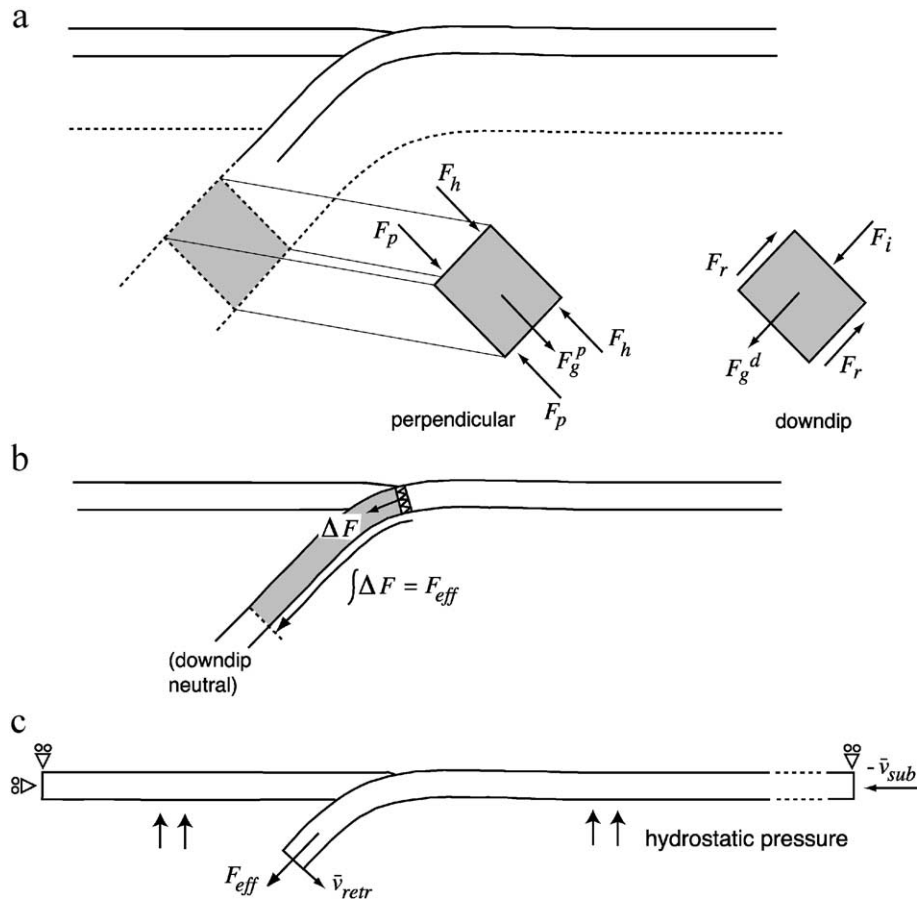 a
F_h
F_p
F_i
F_r
F_g^p
F_h
F_g^d
F_r
F_p
perpendicular
downdip
b
ΔF
∫ΔF = F_eff
(downdip
neutral)
c
-v̄_sub
hydrostatic pressure
F_eff
v̄_retr